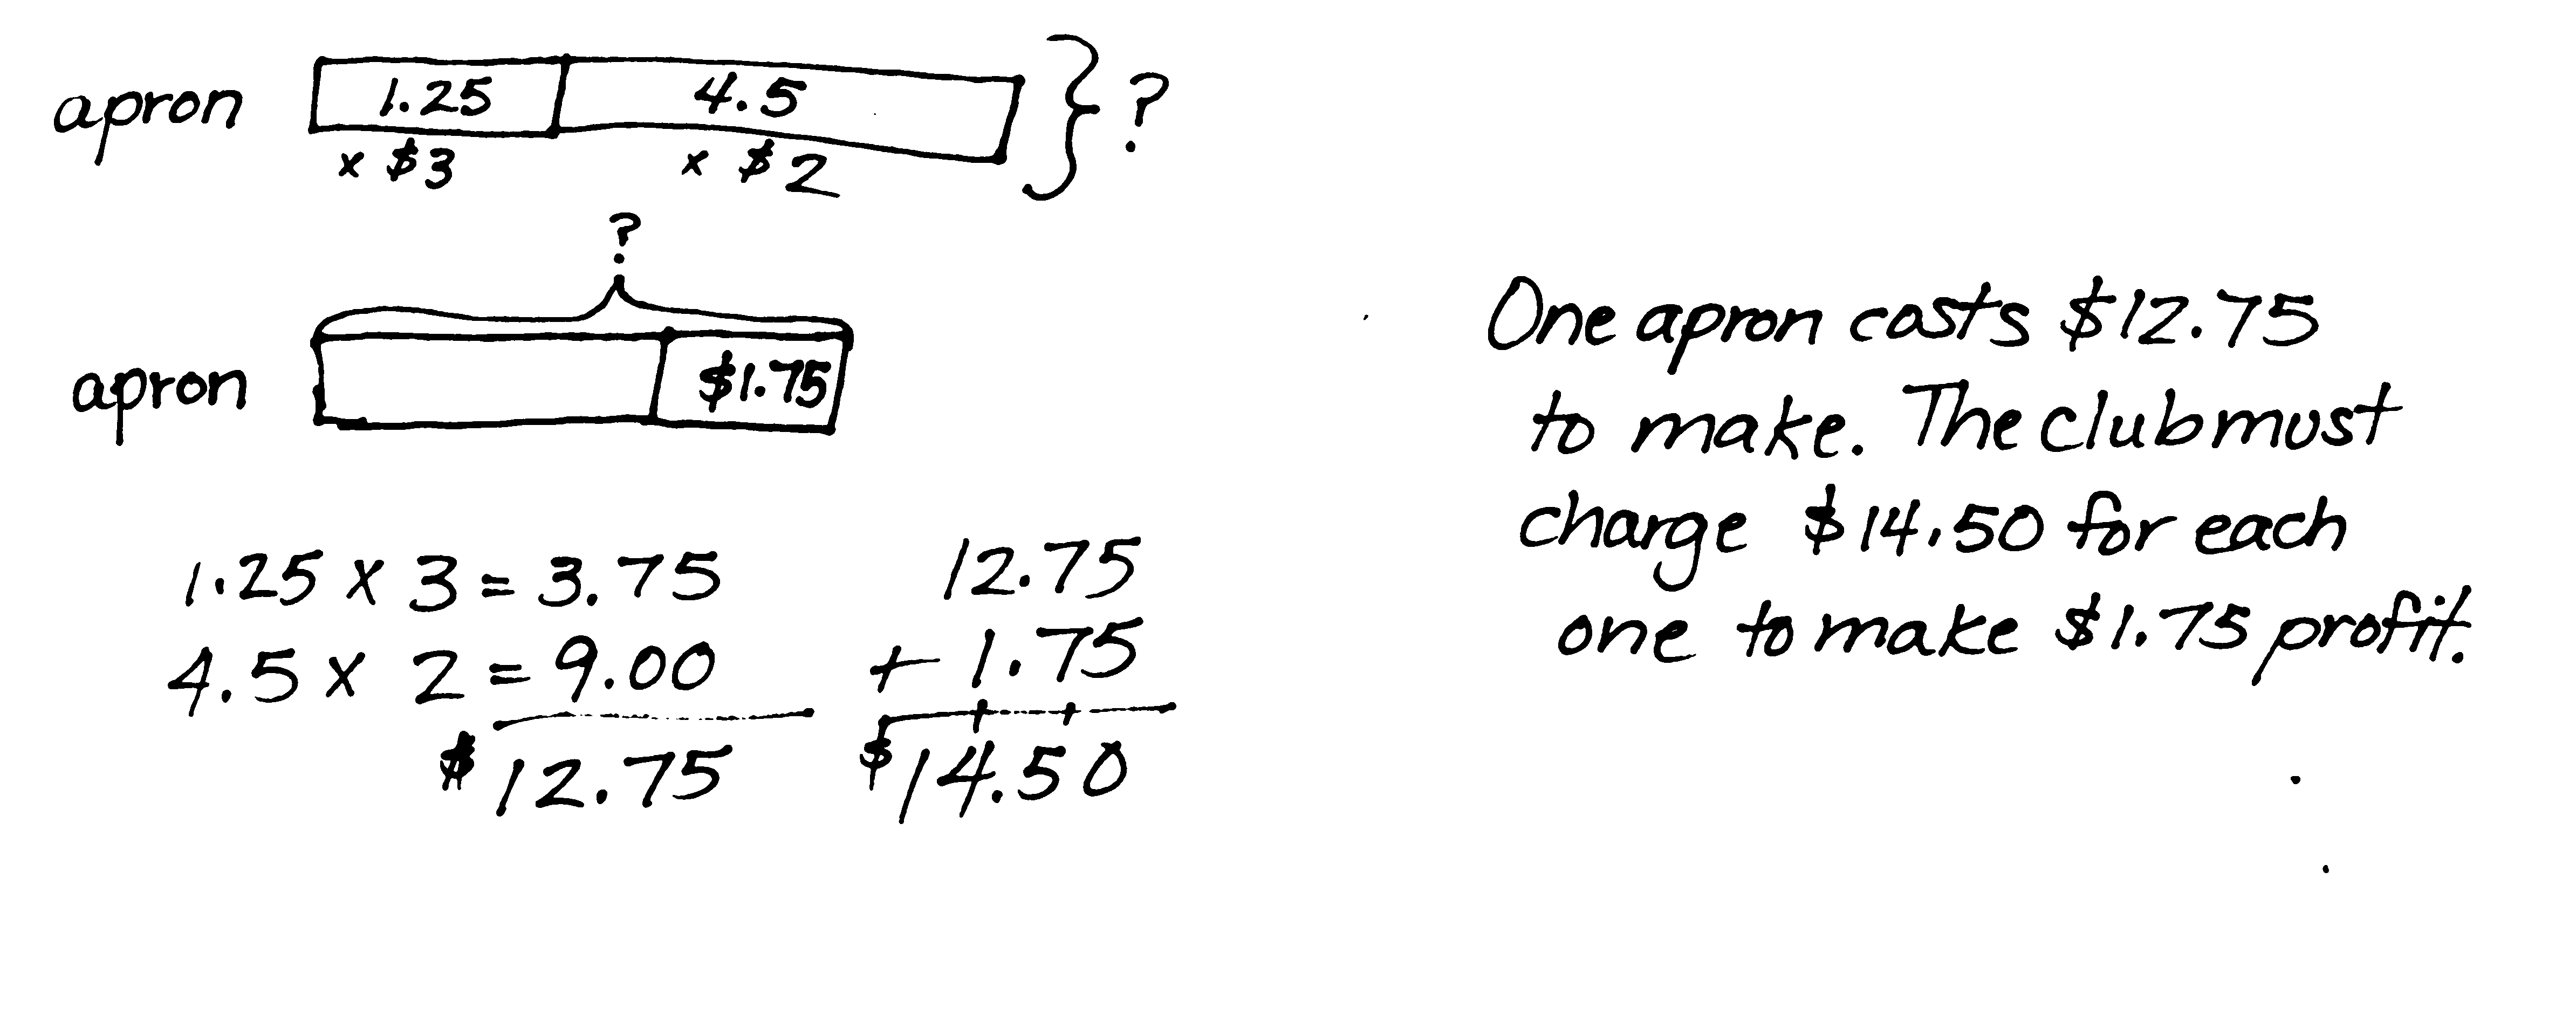 apron 1.25 4.5 ?
x $3 x $2
?
apron $1.75
1.25 x 3 = 3.75
4.5 x 2 = 9.00
$12.75
12.75
+ 1.75
$14.50
One apron costs $12.75
to make. The club must
charge $14.50 for each
one to make $1.75 profit.